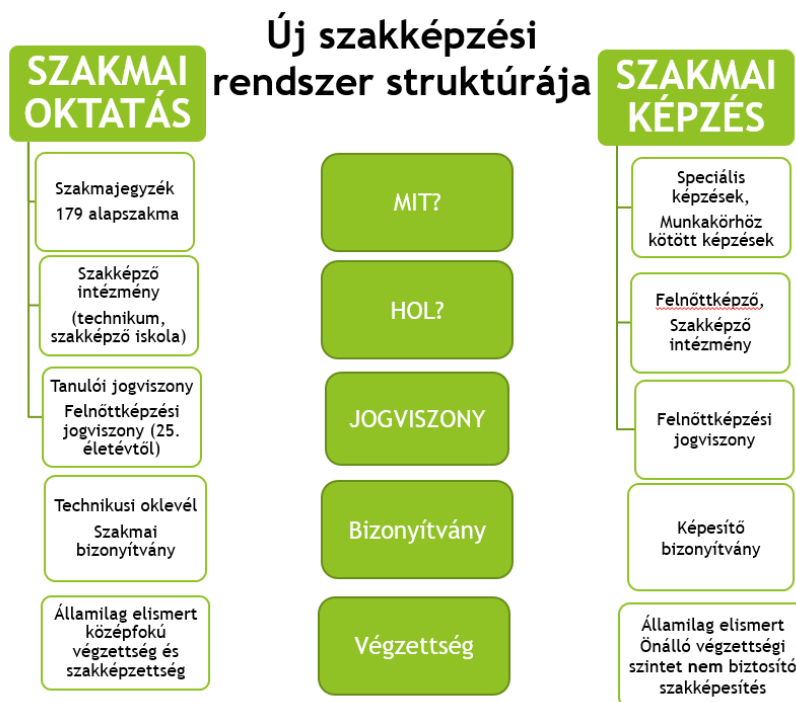 Új szakképzési
rendszer struktúrája
SZAKMAI
OKTATÁS
Szakmajegyzék
179 alapszakma
Szakképző
intézmény
(technikum,
szakképző iskola)
Tanulói jogviszony
Felnőttképzési
jogviszony (25.
életévtől)
Technikusi oklevél
Szakmai
bizonyítvány
Államilag elismert
középfokú
végzettség és
szakképzettség
MIT?
HOL?
JOGVISZONY
Bizonyítvány
Végzettség
SZAKMAI
KÉPZÉS
Speciális
képzések,
Munkakörhöz
kötött képzések
Felnőttképző,
Szakképző
intézmény
Felnőttképzési
jogviszony
Képesítő
bizonyítvány
Államilag elismert
Önálló végzettségi
szintet nem biztosító
szakképesítés